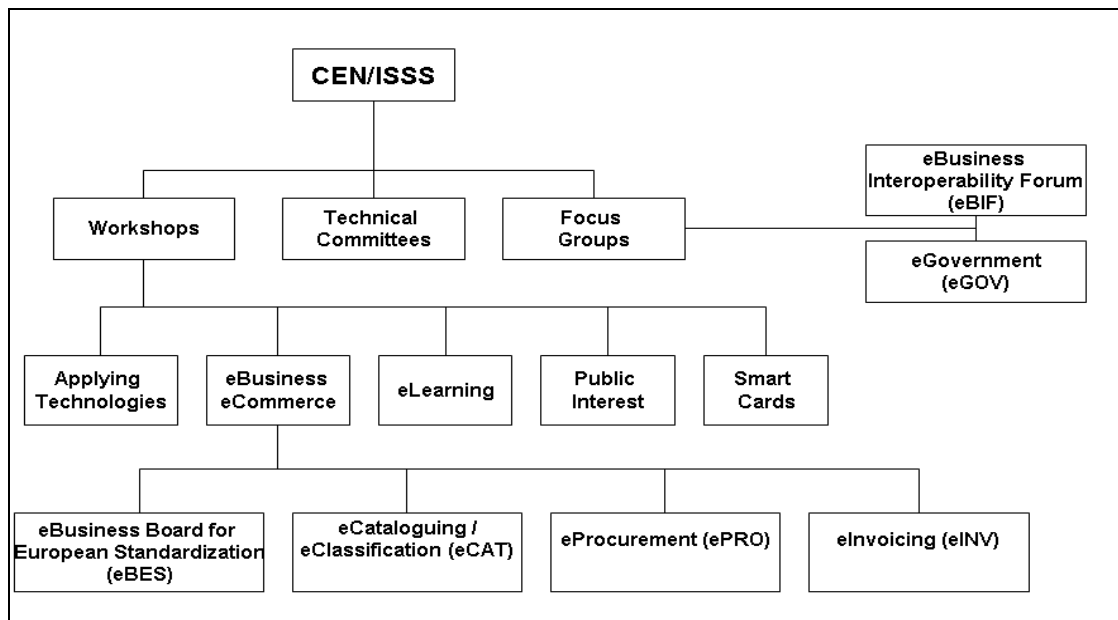 CEN/ISSS
eBusiness
Interoperability Forum
(eBIF)
Workshops
Technical
Committees
Focus
Groups
eGovernment
(eGOV)
Applying
Technologies
eBusiness
eCommerce
eLearning
Public
Interest
Smart
Cards
eBusiness Board for
European Standardization
(eBES)
eCataloguing /
eClassification (eCAT)
eProcurement (ePRO)
eInvoicing (eINV)